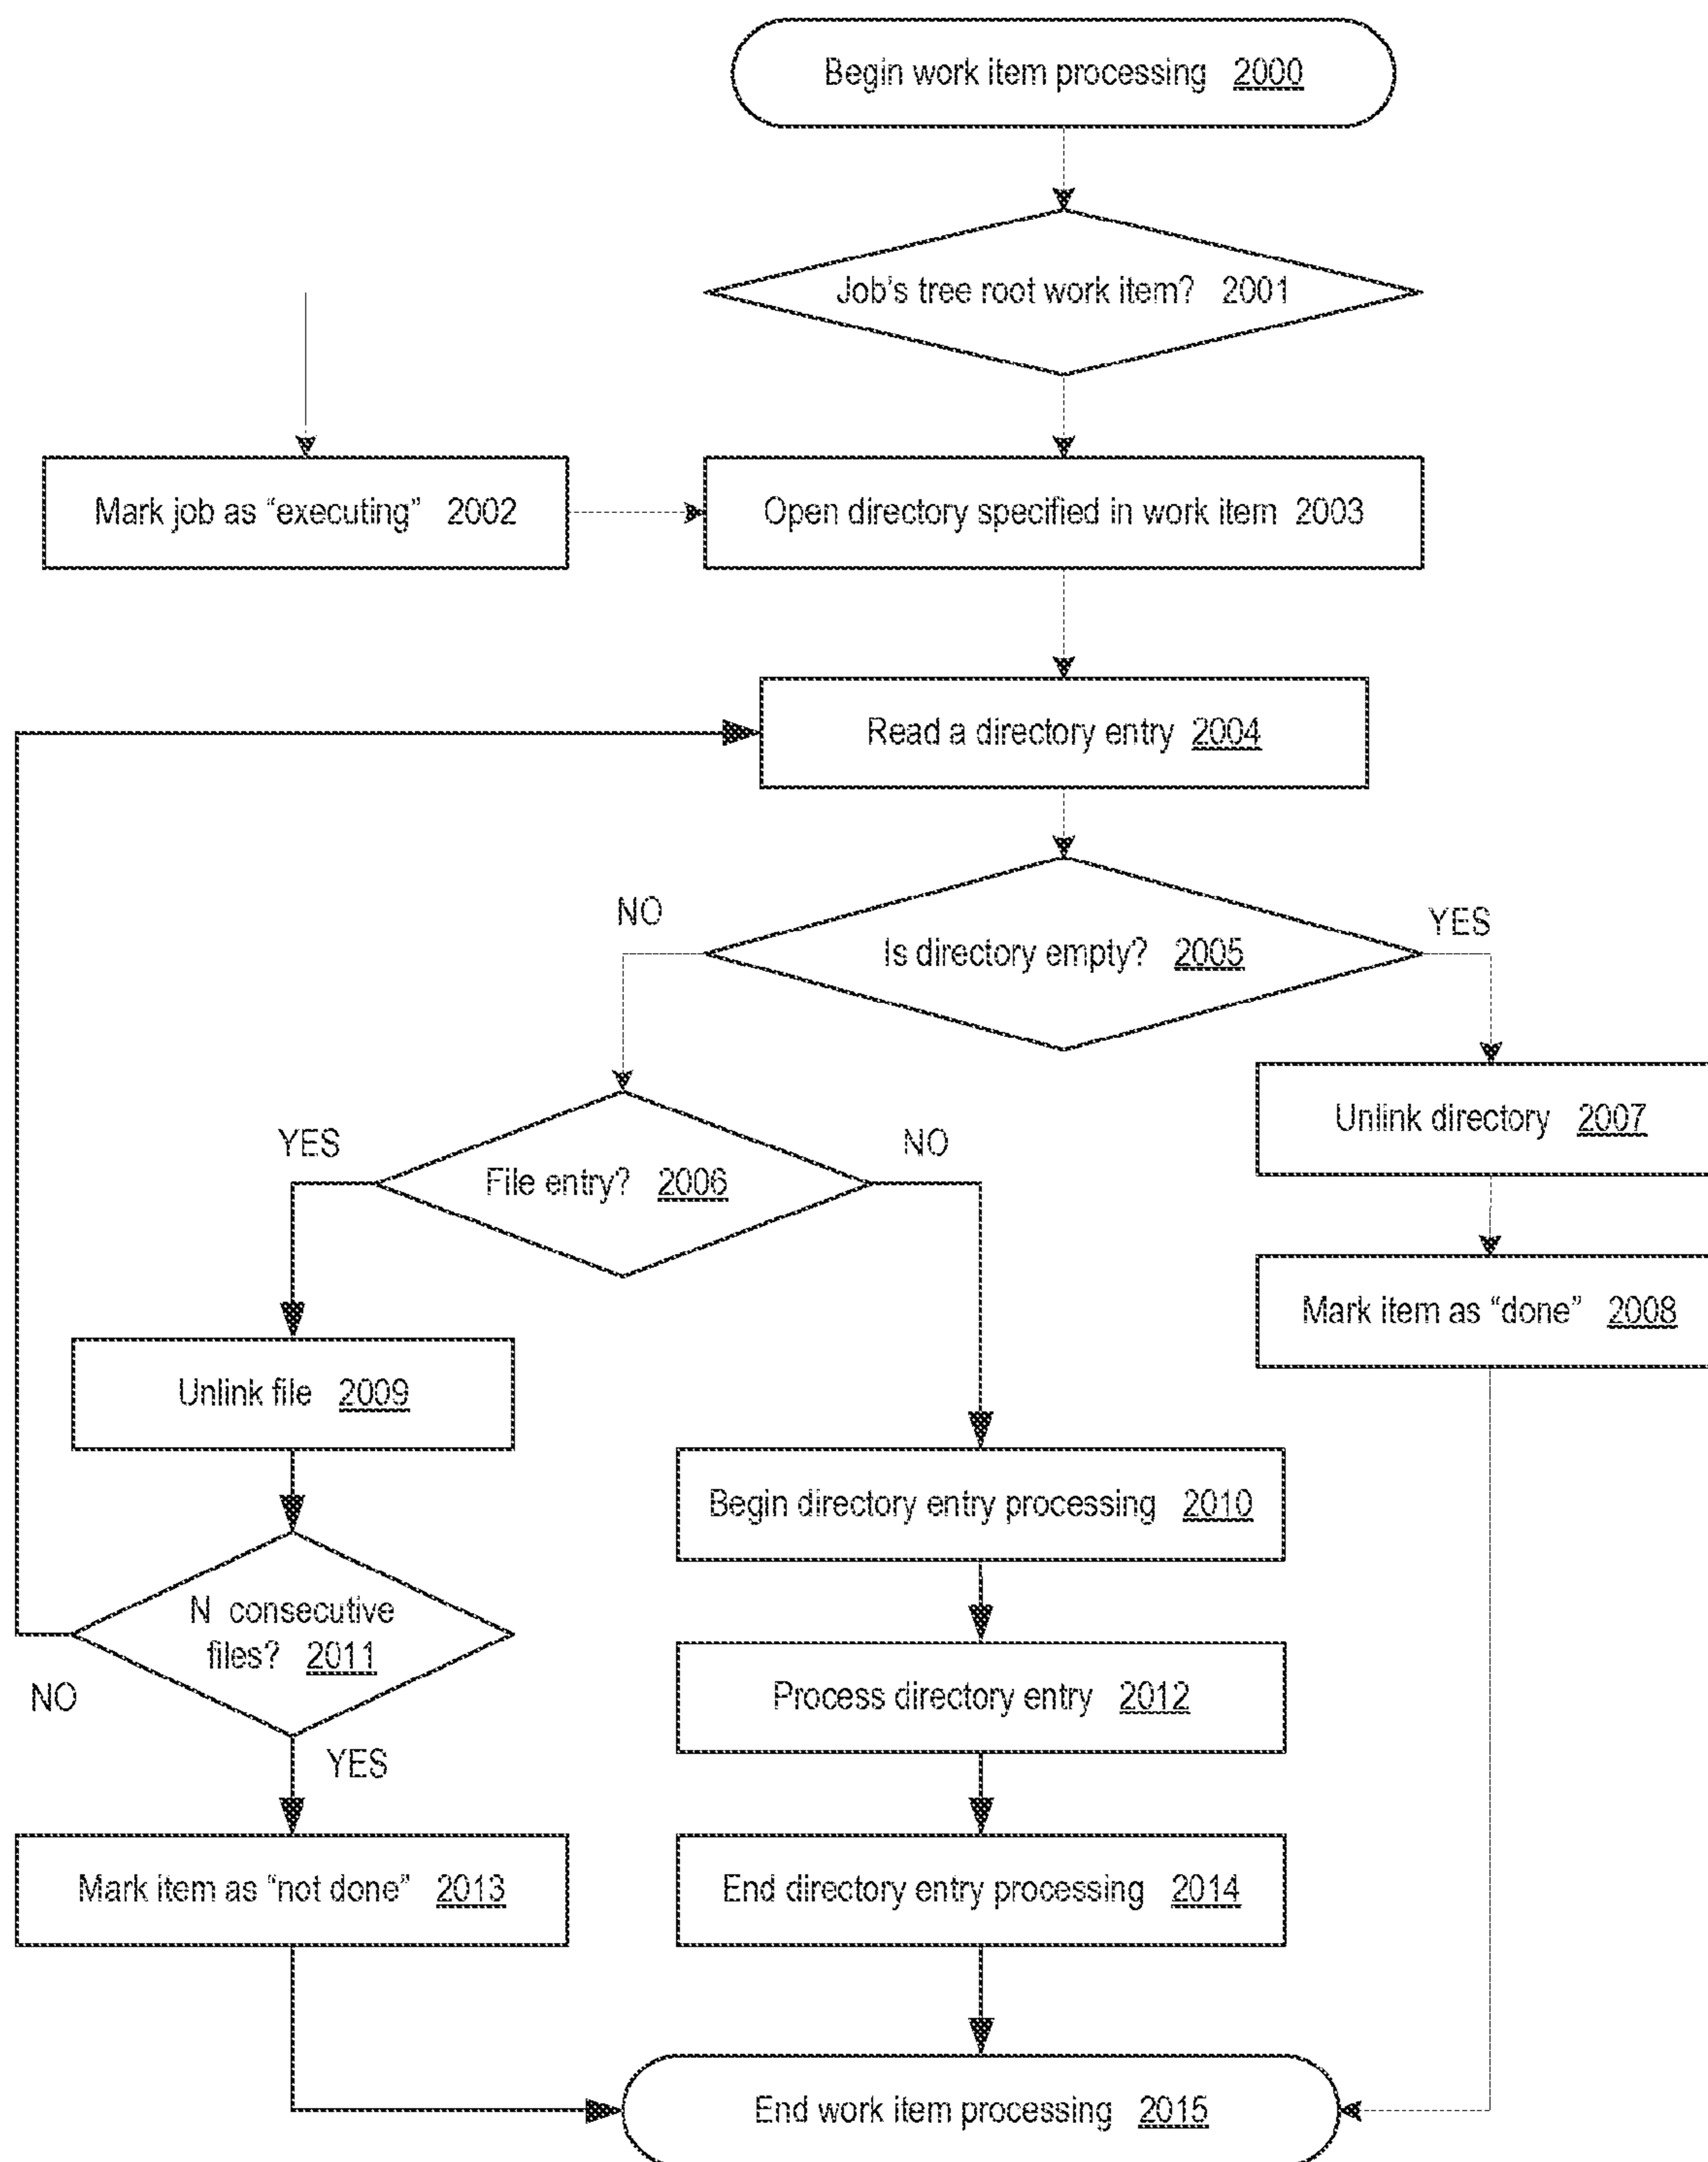 Begin work item processing 2000
Job's tree root work item? 2001
Mark job as “executing” 2002
Open directory specified in work item 2003
Read a directory entry 2004
NO
YES
Is directory empty? 2005
Unlink directory 2007
YES
NO
File entry? 2006
Mark item as “done” 2008
Unlink file 2009
Begin directory entry processing 2010
N consecutive
files? 2011
NO
Process directory entry 2012
YES
Mark item as “not done” 2013
End directory entry processing 2014
End work item processing 2015